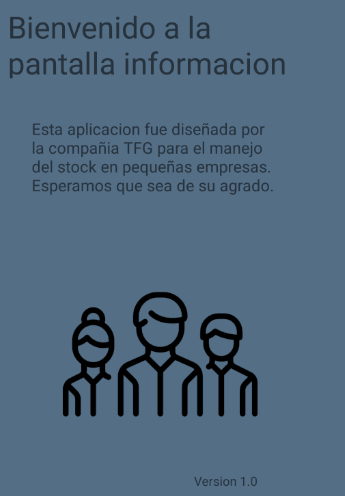 Bienvenido a la
pantalla informacion
Esta aplicacion fue diseñada por
la compañia TFG para el manejo
del stock en pequeñas empresas.
Esperamos que sea de su agrado.
Version 1.0